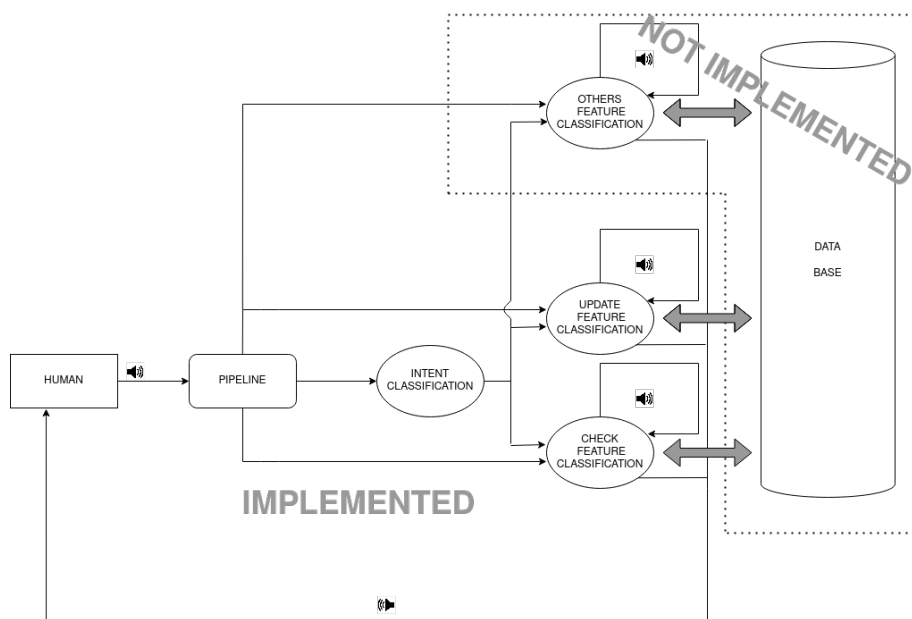 NOT IMPLEMENTED
OTHERS
FEATURE
CLASSIFICATION
DATA
BASE
UPDATE
FEATURE
CLASSIFICATION
HUMAN
PIPELINE
INTENT
CLASSIFICATION
CHECK
FEATURE
CLASSIFICATION
IMPLEMENTED